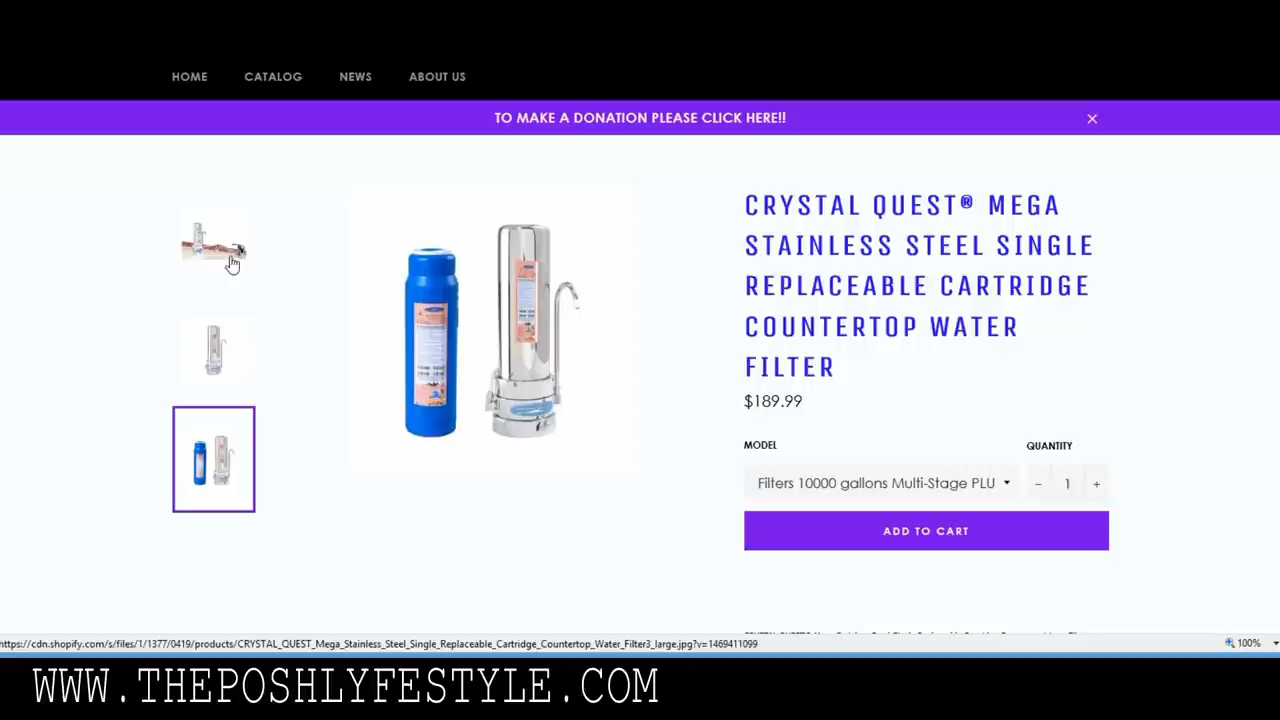 HOME CATALOG NEWS ABOUT US
TO MAKE A DONATION PLEASE CLICK HERE!!
CRYSTAL QUEST® MEGA
STAINLESS STEEL SINGLE
REPLACEABLE CARTRIDGE
COUNTERTOP WATER
FILTER
$189.99
MODEL QUANTITY
Filters 10000 gallons Multi-Stage PLU − 1 +
ADD TO CART
https://cdn.shopify.com/s/files/1/1377/0419/products/CRYSTAL_QUEST_Mega_Stainless_Steel_Single_Replaceable_Cartridge_Countertop_Water_Filter3_large.jpg?v=1469411099 100%
WWW.THEPOSHLYFESTYLE.COM